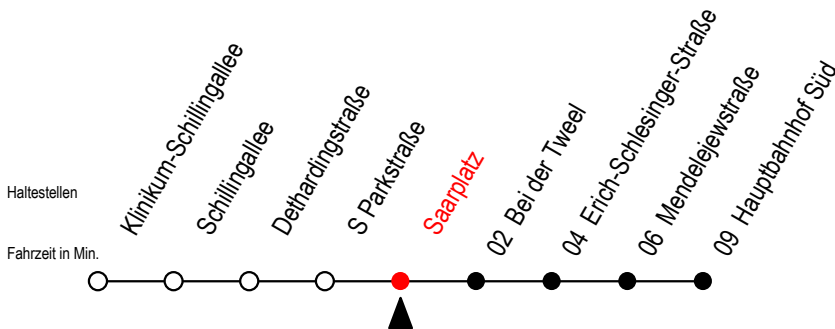 Haltestellen
Fahrzeit in Min.
Klinikum-Schillingallee
Schillingallee
Dethardingstraße
S Parkstraße
Saarplatz
02 Bei der Tweel
04 Erich-Schlesinger-Straße
06 Mendelejewstraße
09 Hauptbahnhof Süd